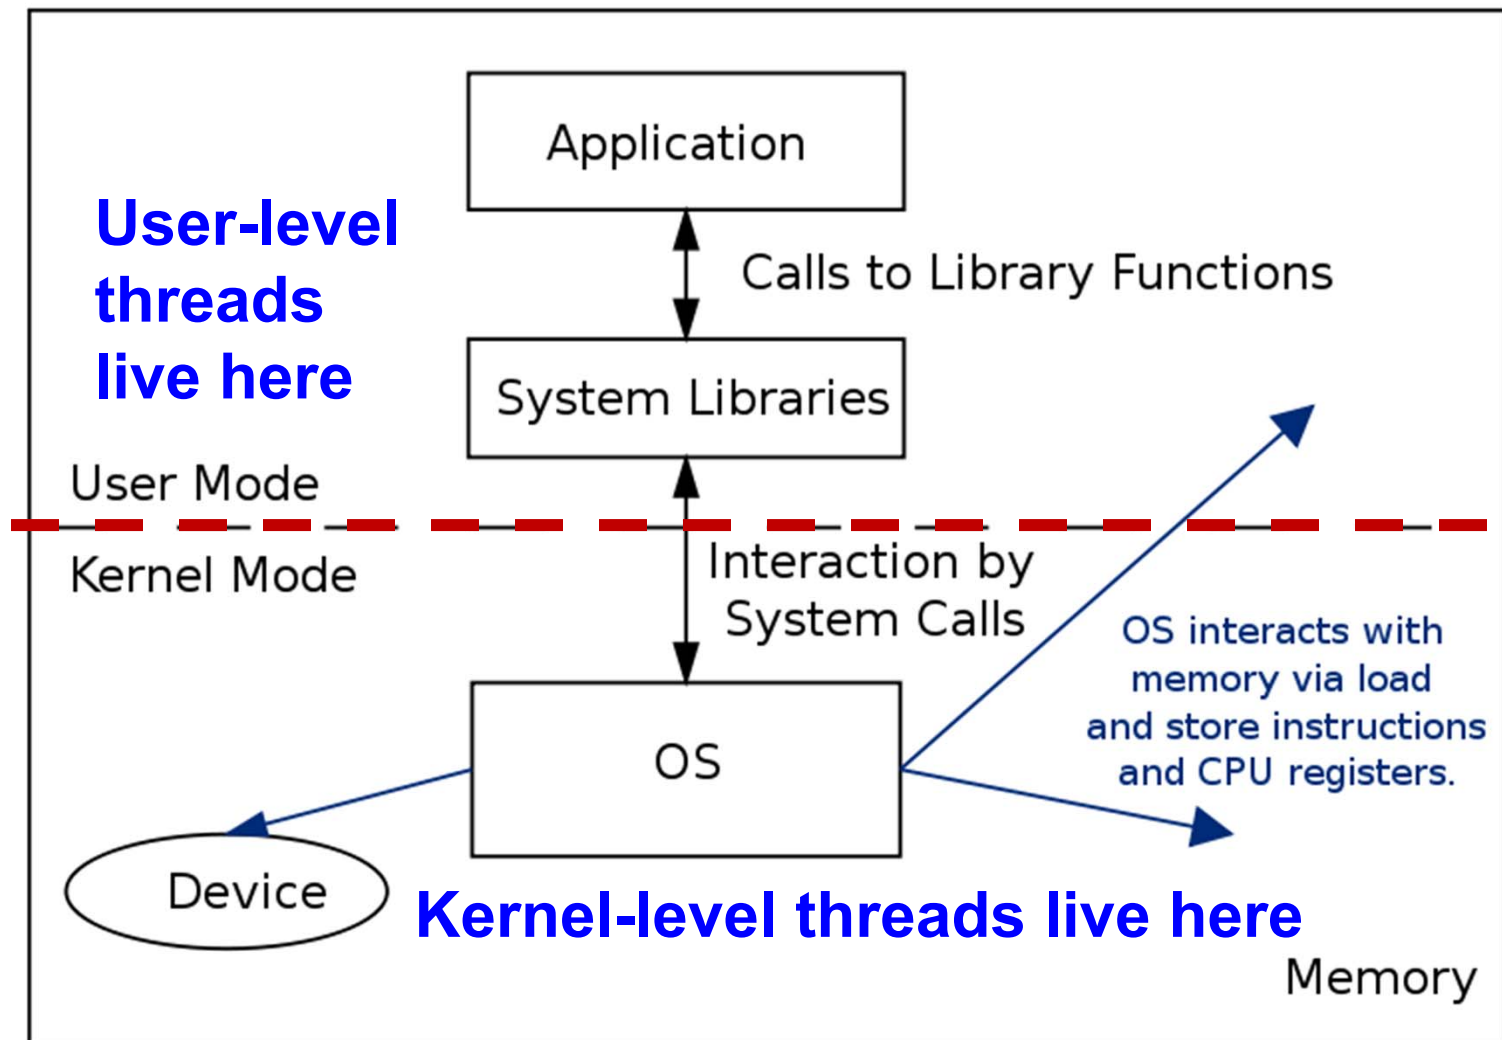 Application
User-level
threads
live here
Calls to Library Functions
System Libraries
User Mode
Kernel Mode
Interaction by
System Calls
OS interacts with
memory via load
and store instructions
and CPU registers.
OS
Device
Kernel-level threads live here
Memory